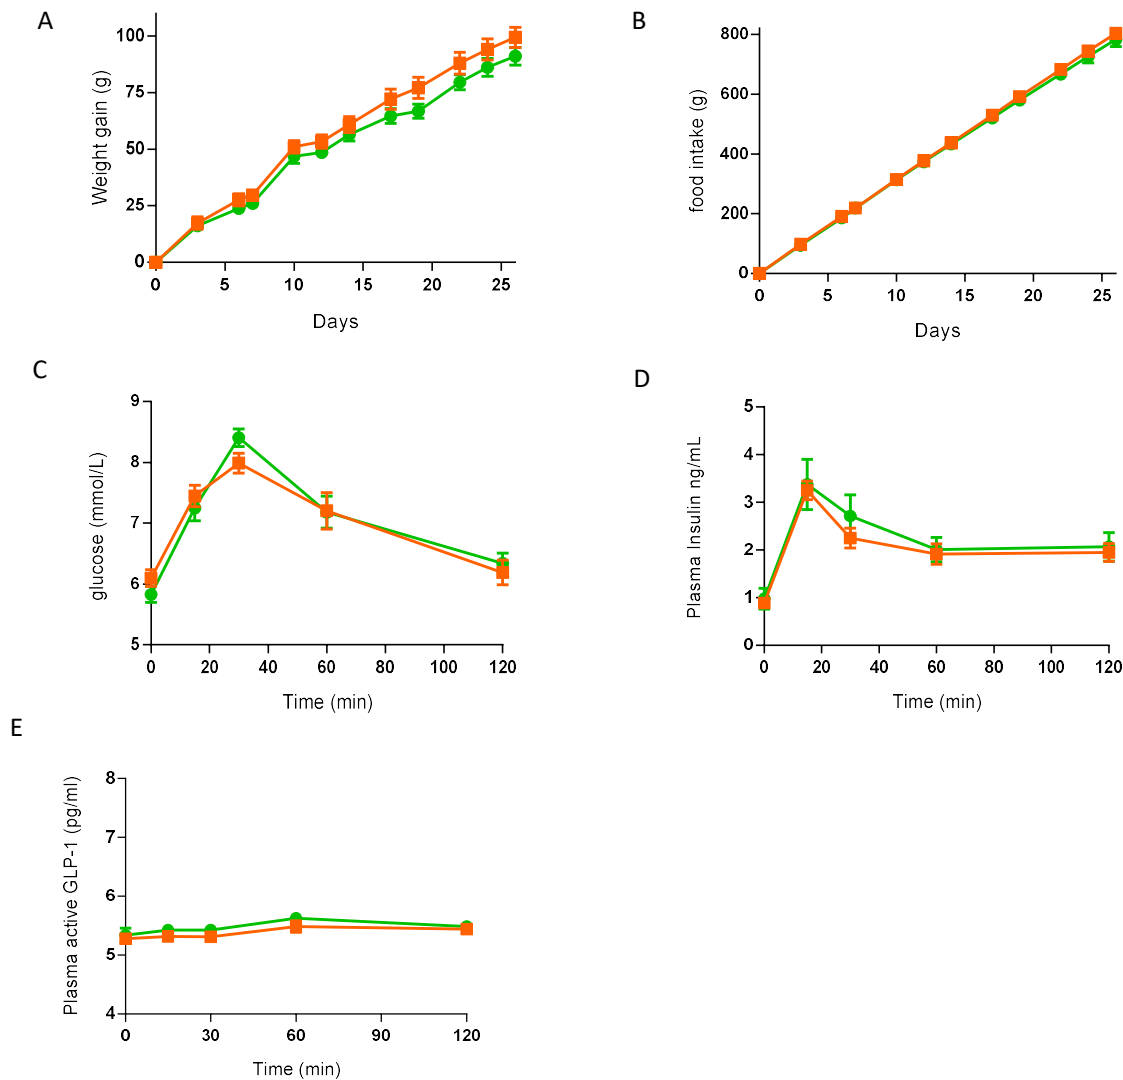 A
Weight gain (g)
100
75
50
25
0
0 5 10 15 20 25
Days
B
food intake (g)
800
600
400
200
0
0 5 10 15 20 25
Days
C
glucose (mmol/L)
9
8
7
6
5
0 20 40 60 80 100 120
Time (min)
D
Plasma Insulin ng/mL
5
4
3
2
1
0
0 20 40 60 80 100 120
Time (min)
E
Plasma active GLP-1 (pg/ml)
8
7
6
5
4
0 30 60 90 120
Time (min)